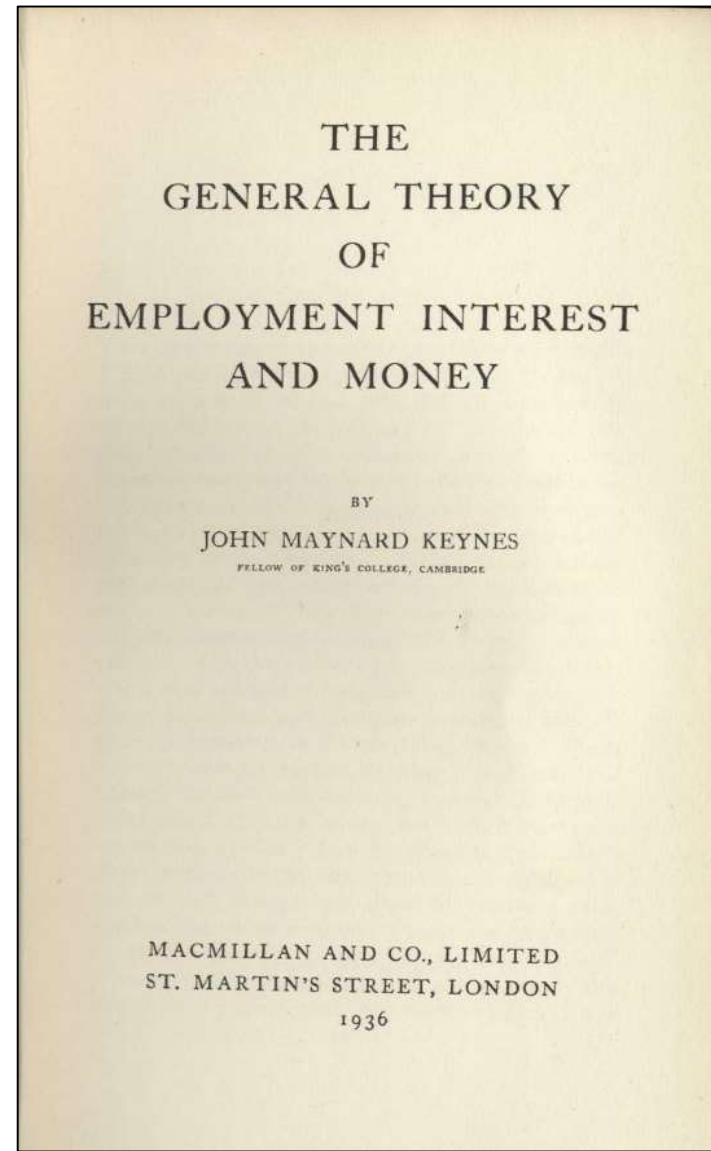 THE
GENERAL THEORY
OF
EMPLOYMENT INTEREST
AND MONEY
BY
JOHN MAYNARD KEYNES
FELLOW OF KING'S COLLEGE, CAMBRIDGE
MACMILLAN AND CO., LIMITED
ST. MARTIN'S STREET, LONDON
1936